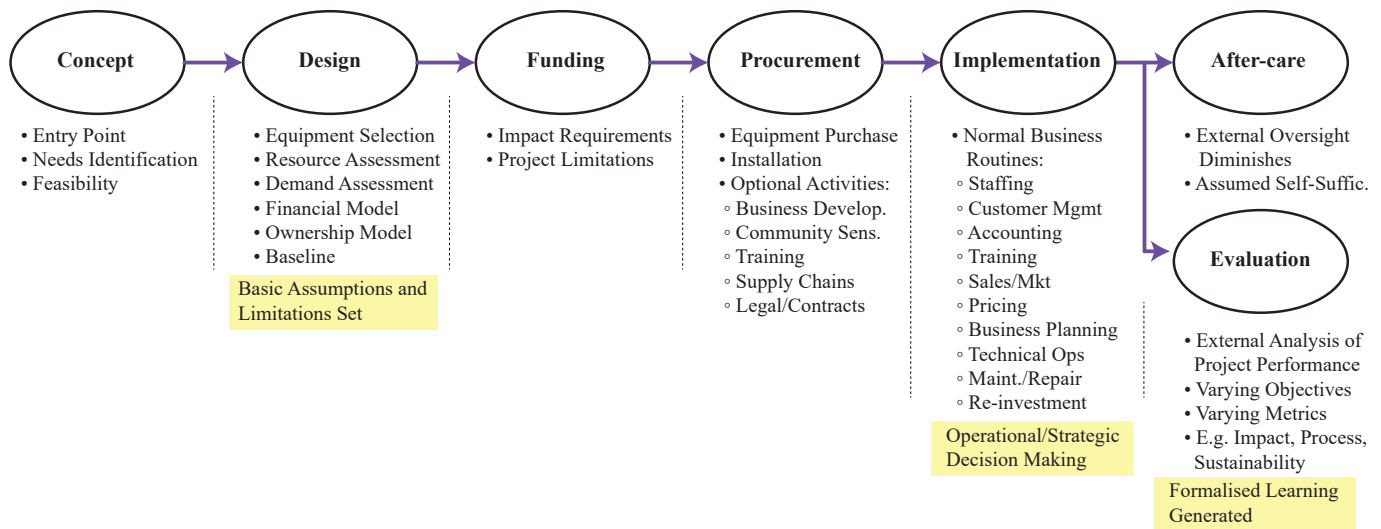 Concept
• Entry Point
• Needs Identification
• Feasibility
Design
• Equipment Selection
• Resource Assessment
• Demand Assessment
• Financial Model
• Ownership Model
• Baseline
Basic Assumptions and
Limitations Set
Funding
• Impact Requirements
• Project Limitations
Procurement
• Equipment Purchase
• Installation
• Optional Activities:
◦ Business Develop.
◦ Community Sens.
◦ Training
◦ Supply Chains
◦ Legal/Contracts
Implementation
• Normal Business
Routines:
◦ Staffing
◦ Customer Mgmt
◦ Accounting
◦ Training
◦ Sales/Mkt
◦ Pricing
◦ Business Planning
◦ Technical Ops
◦ Maint./Repair
◦ Re-investment
Operational/Strategic
Decision Making
After-care
• External Oversight
Diminishes
• Assumed Self-Suffic.
Evaluation
• External Analysis of
Project Performance
• Varying Objectives
• Varying Metrics
• E.g. Impact, Process,
Sustainability
Formalised Learning
Generated